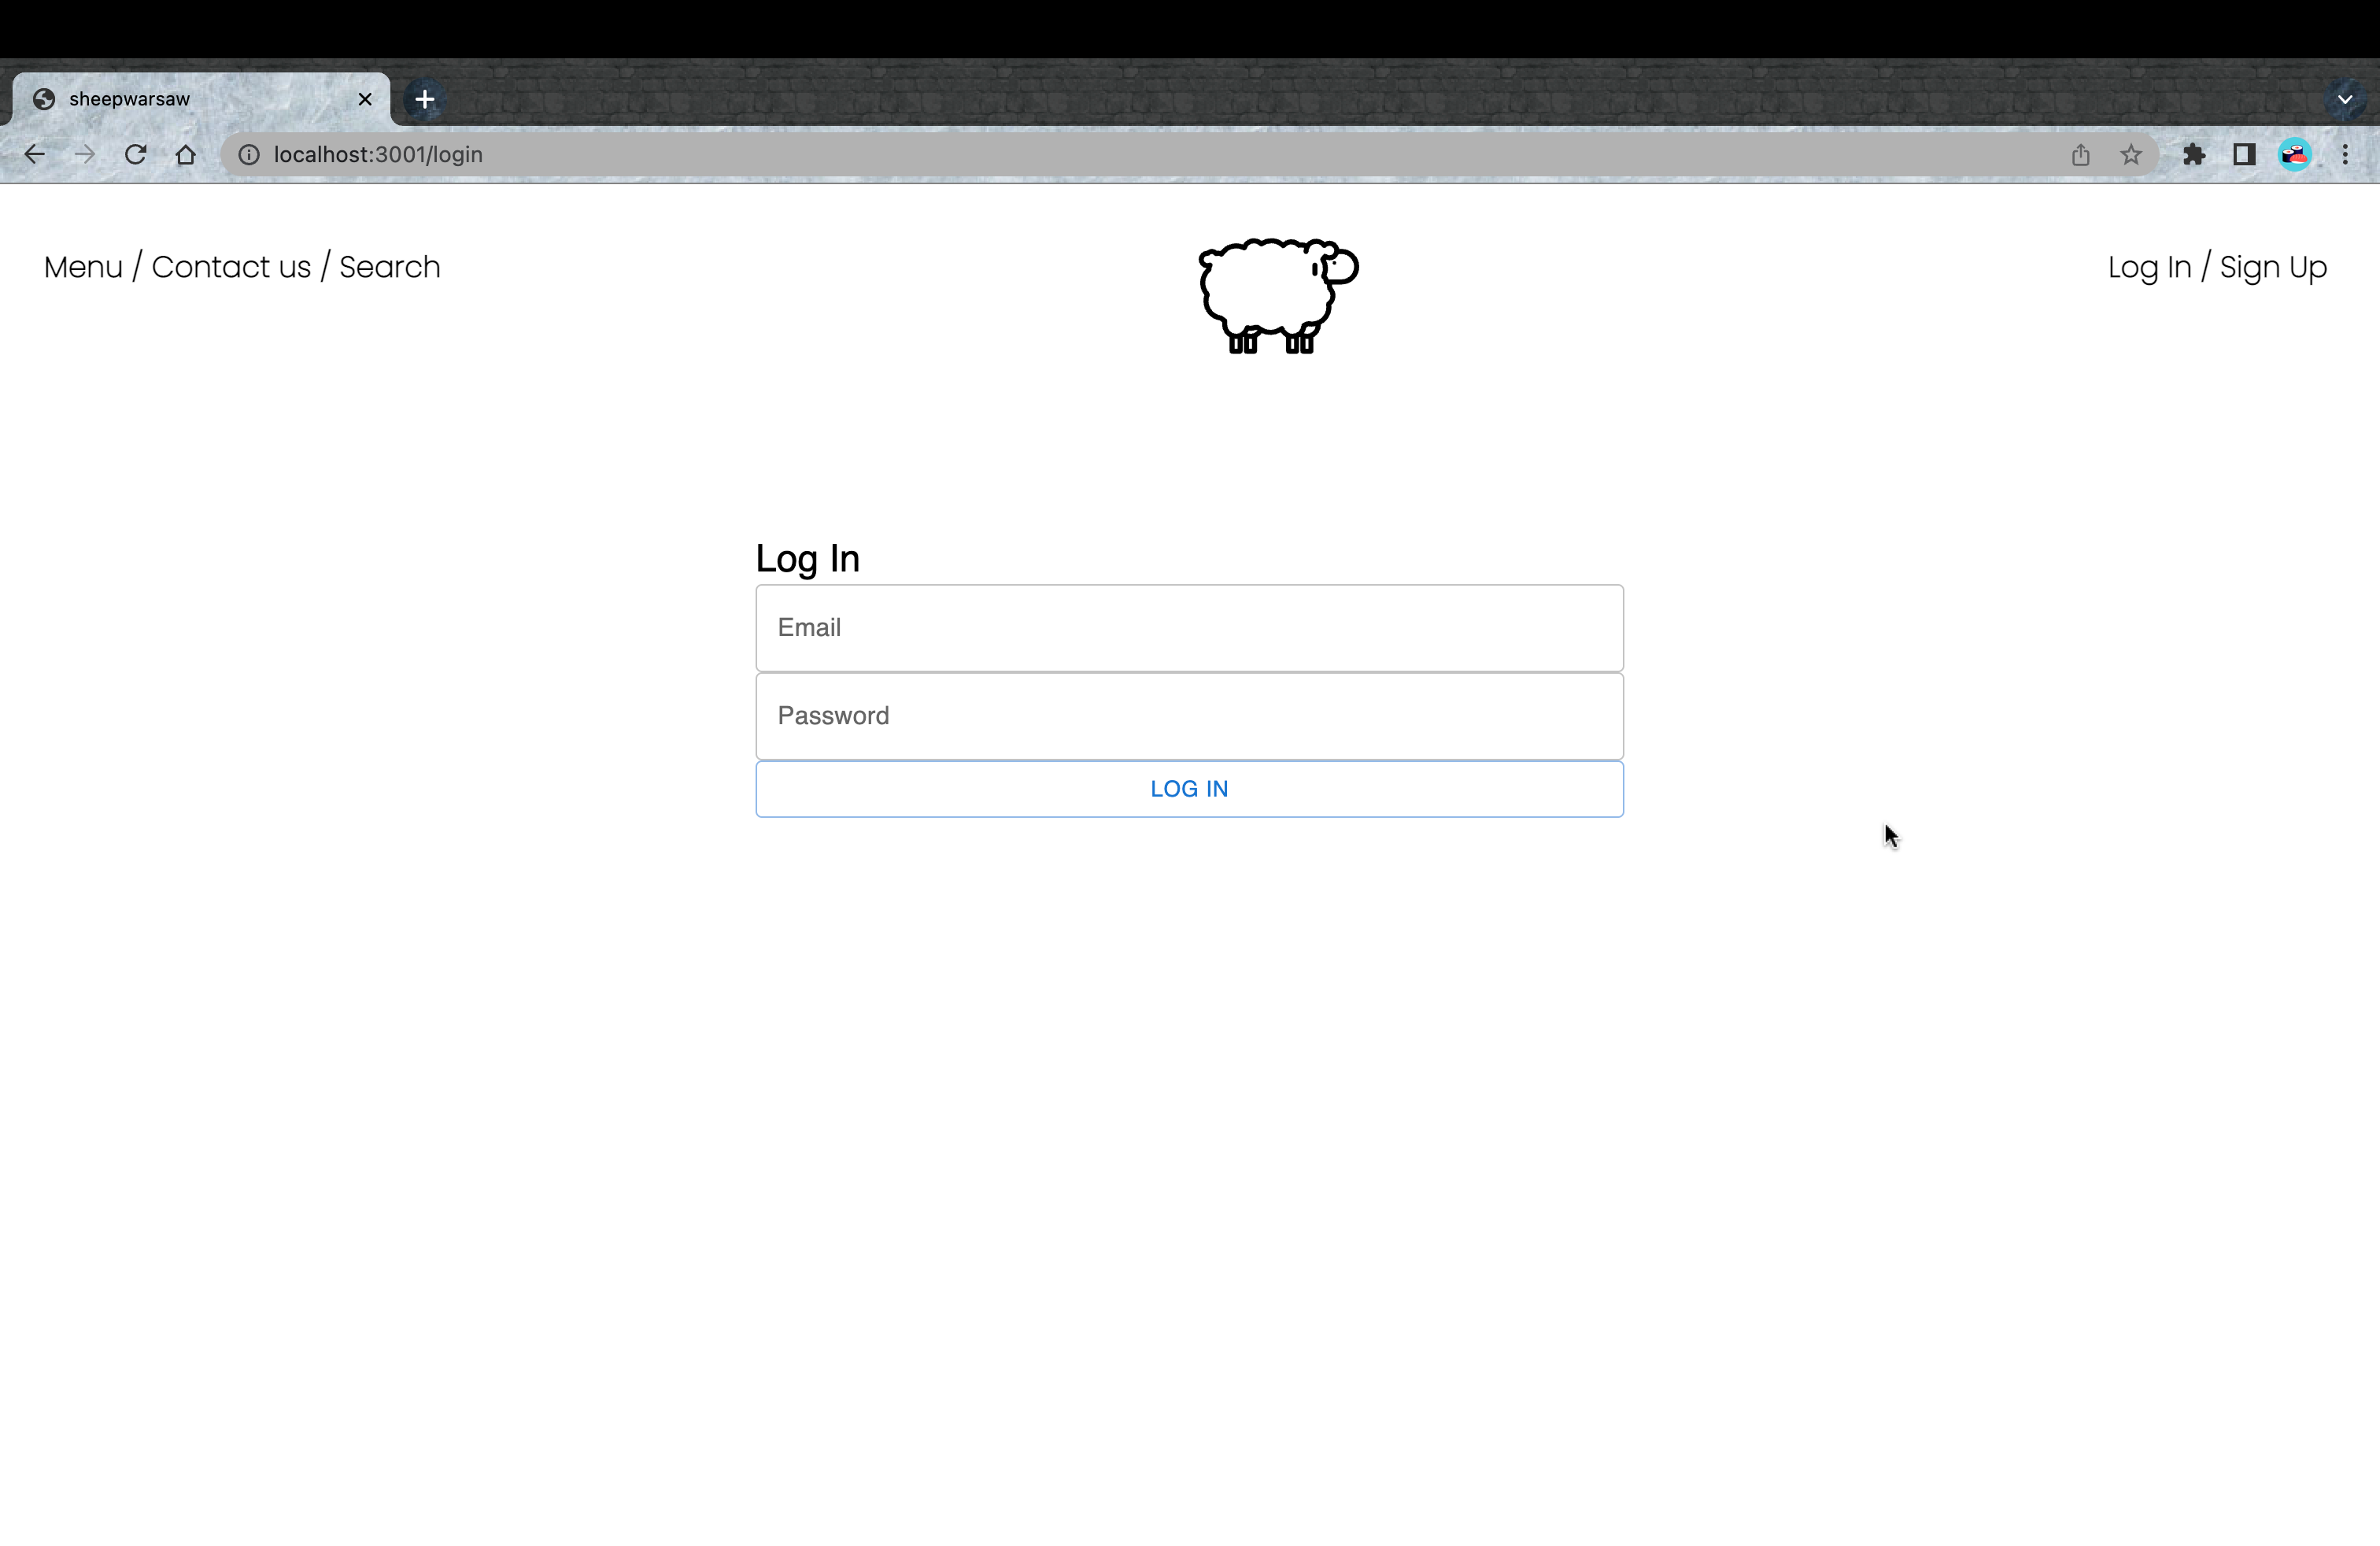 sheepwarsaw
localhost:3001/login
Menu / Contact us / Search
Log In / Sign Up
Log In
Email
Password
LOG IN